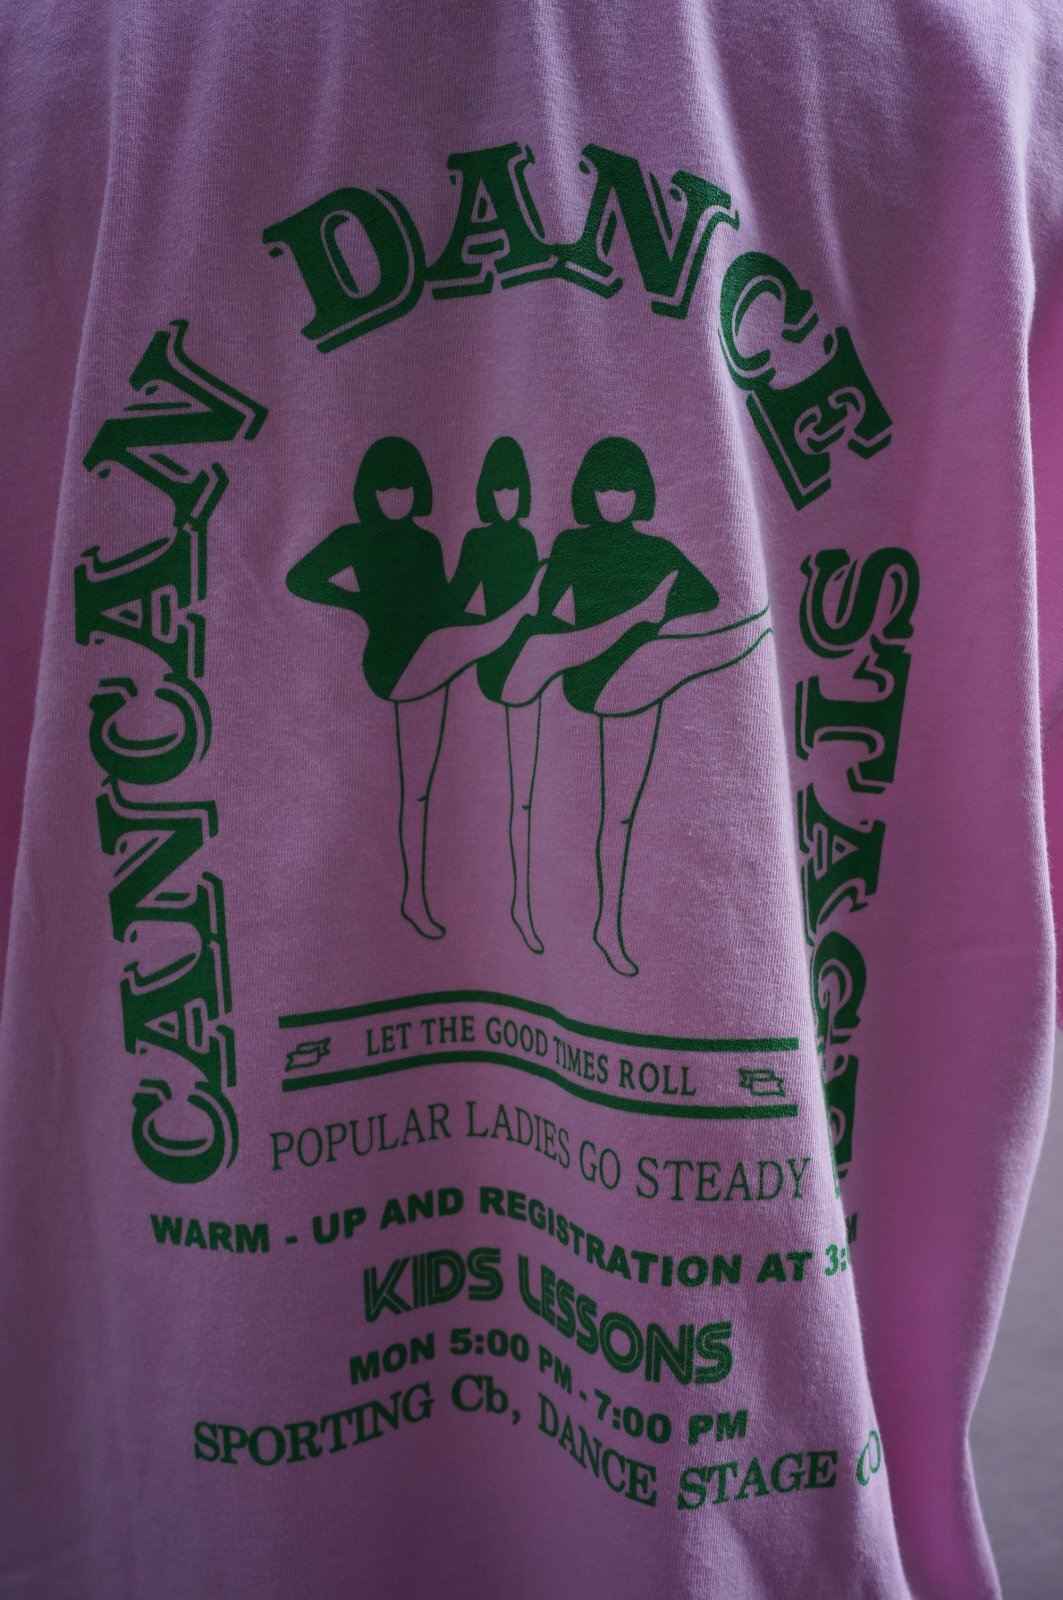 CANCAN DANCE STAGE
LET THE GOOD TIMES ROLL
POPULAR LADIES GO STEADY
WARM - UP AND REGISTRATION AT
KIDS LESSONS
MON 5:00 PM - 7:00 PM
SPORTING Cb, DANCE STAGE